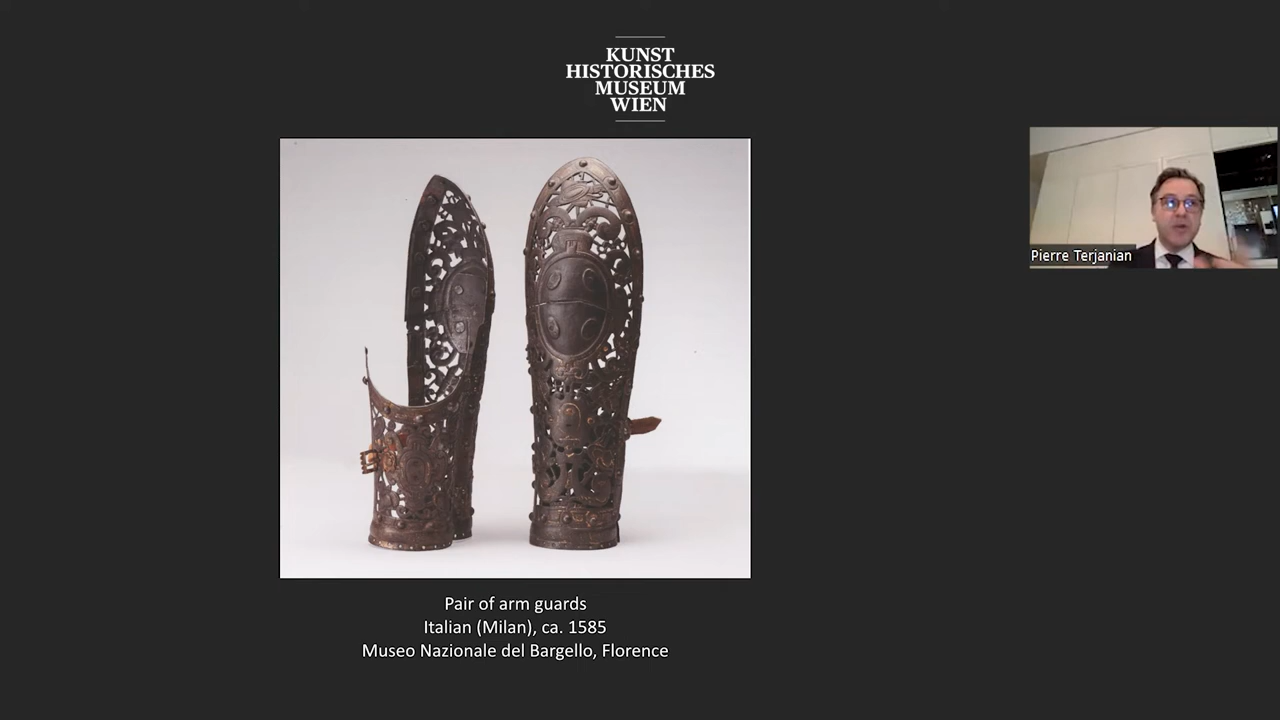 KUNST
HISTORISCHES
MUSEUM
WIEN
Pierre Terjanian
Pair of arm guards
Italian (Milan), ca. 1585
Museo Nazionale del Bargello, Florence